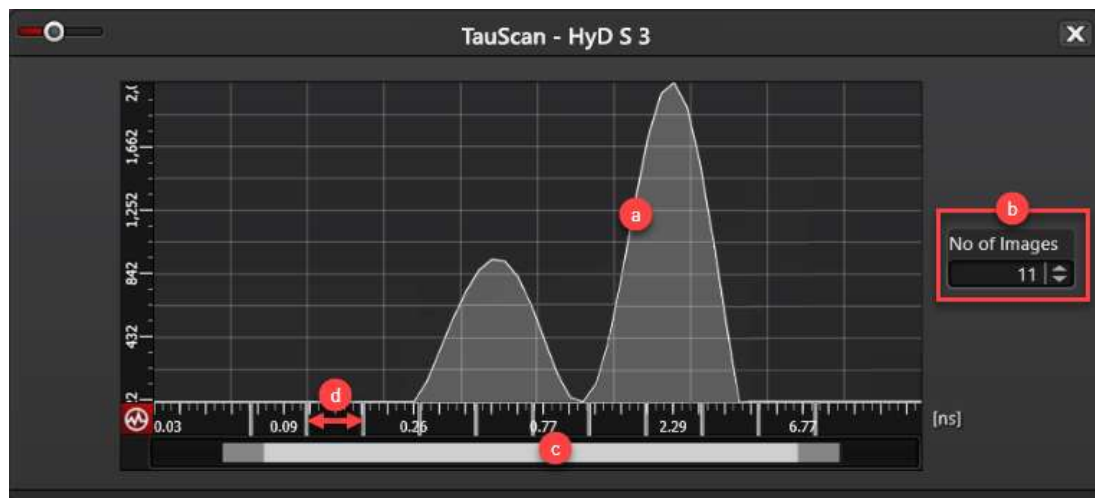 TauScan - HyD S 3
2,0
1,662
1,252
842
432
22
a
b
No of Images
11
d
0.03 0.09 0.26 0.77 2.29 6.77 [ns]
c